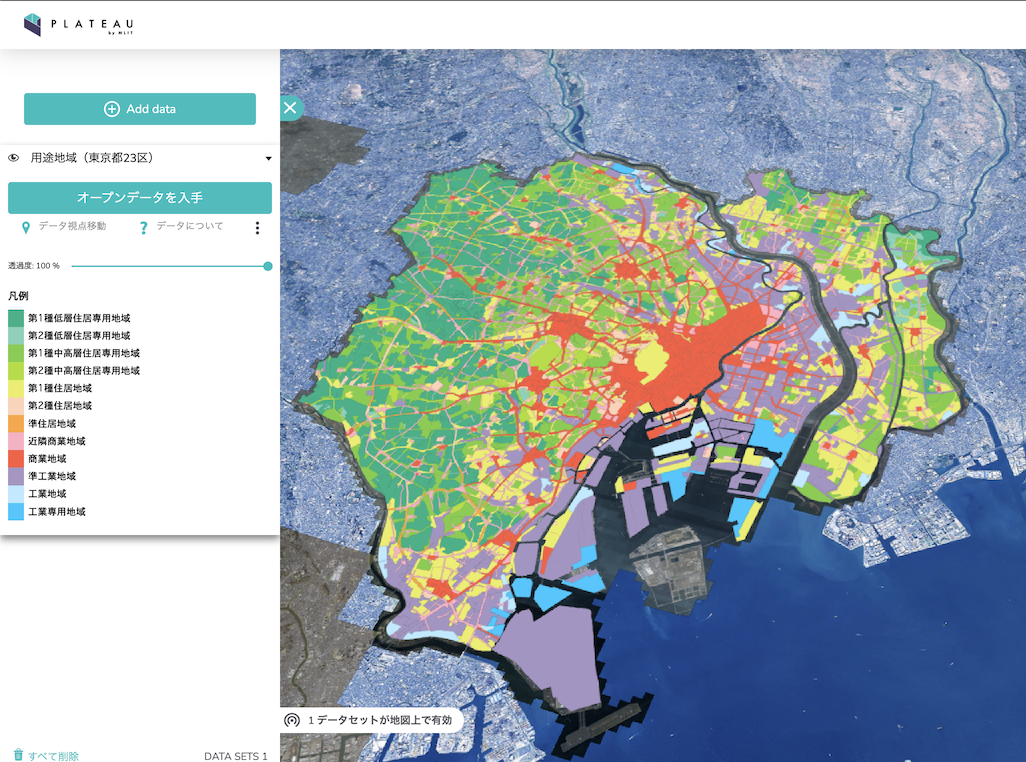 PLATEAU
by MLIT
Add data
用途地域（東京都23区）
オープンデータを入手
データ視点移動
? データについて
透過度: 100 %
凡例
第1種低層住居専用地域
第2種低層住居専用地域
第1種中高層住居専用地域
第2種中高層住居専用地域
第1種住居地域
第2種住居地域
準住居地域
近隣商業地域
商業地域
準工業地域
工業地域
工業専用地域
1 データセットが地図上で有効
すべて削除
DATA SETS 1